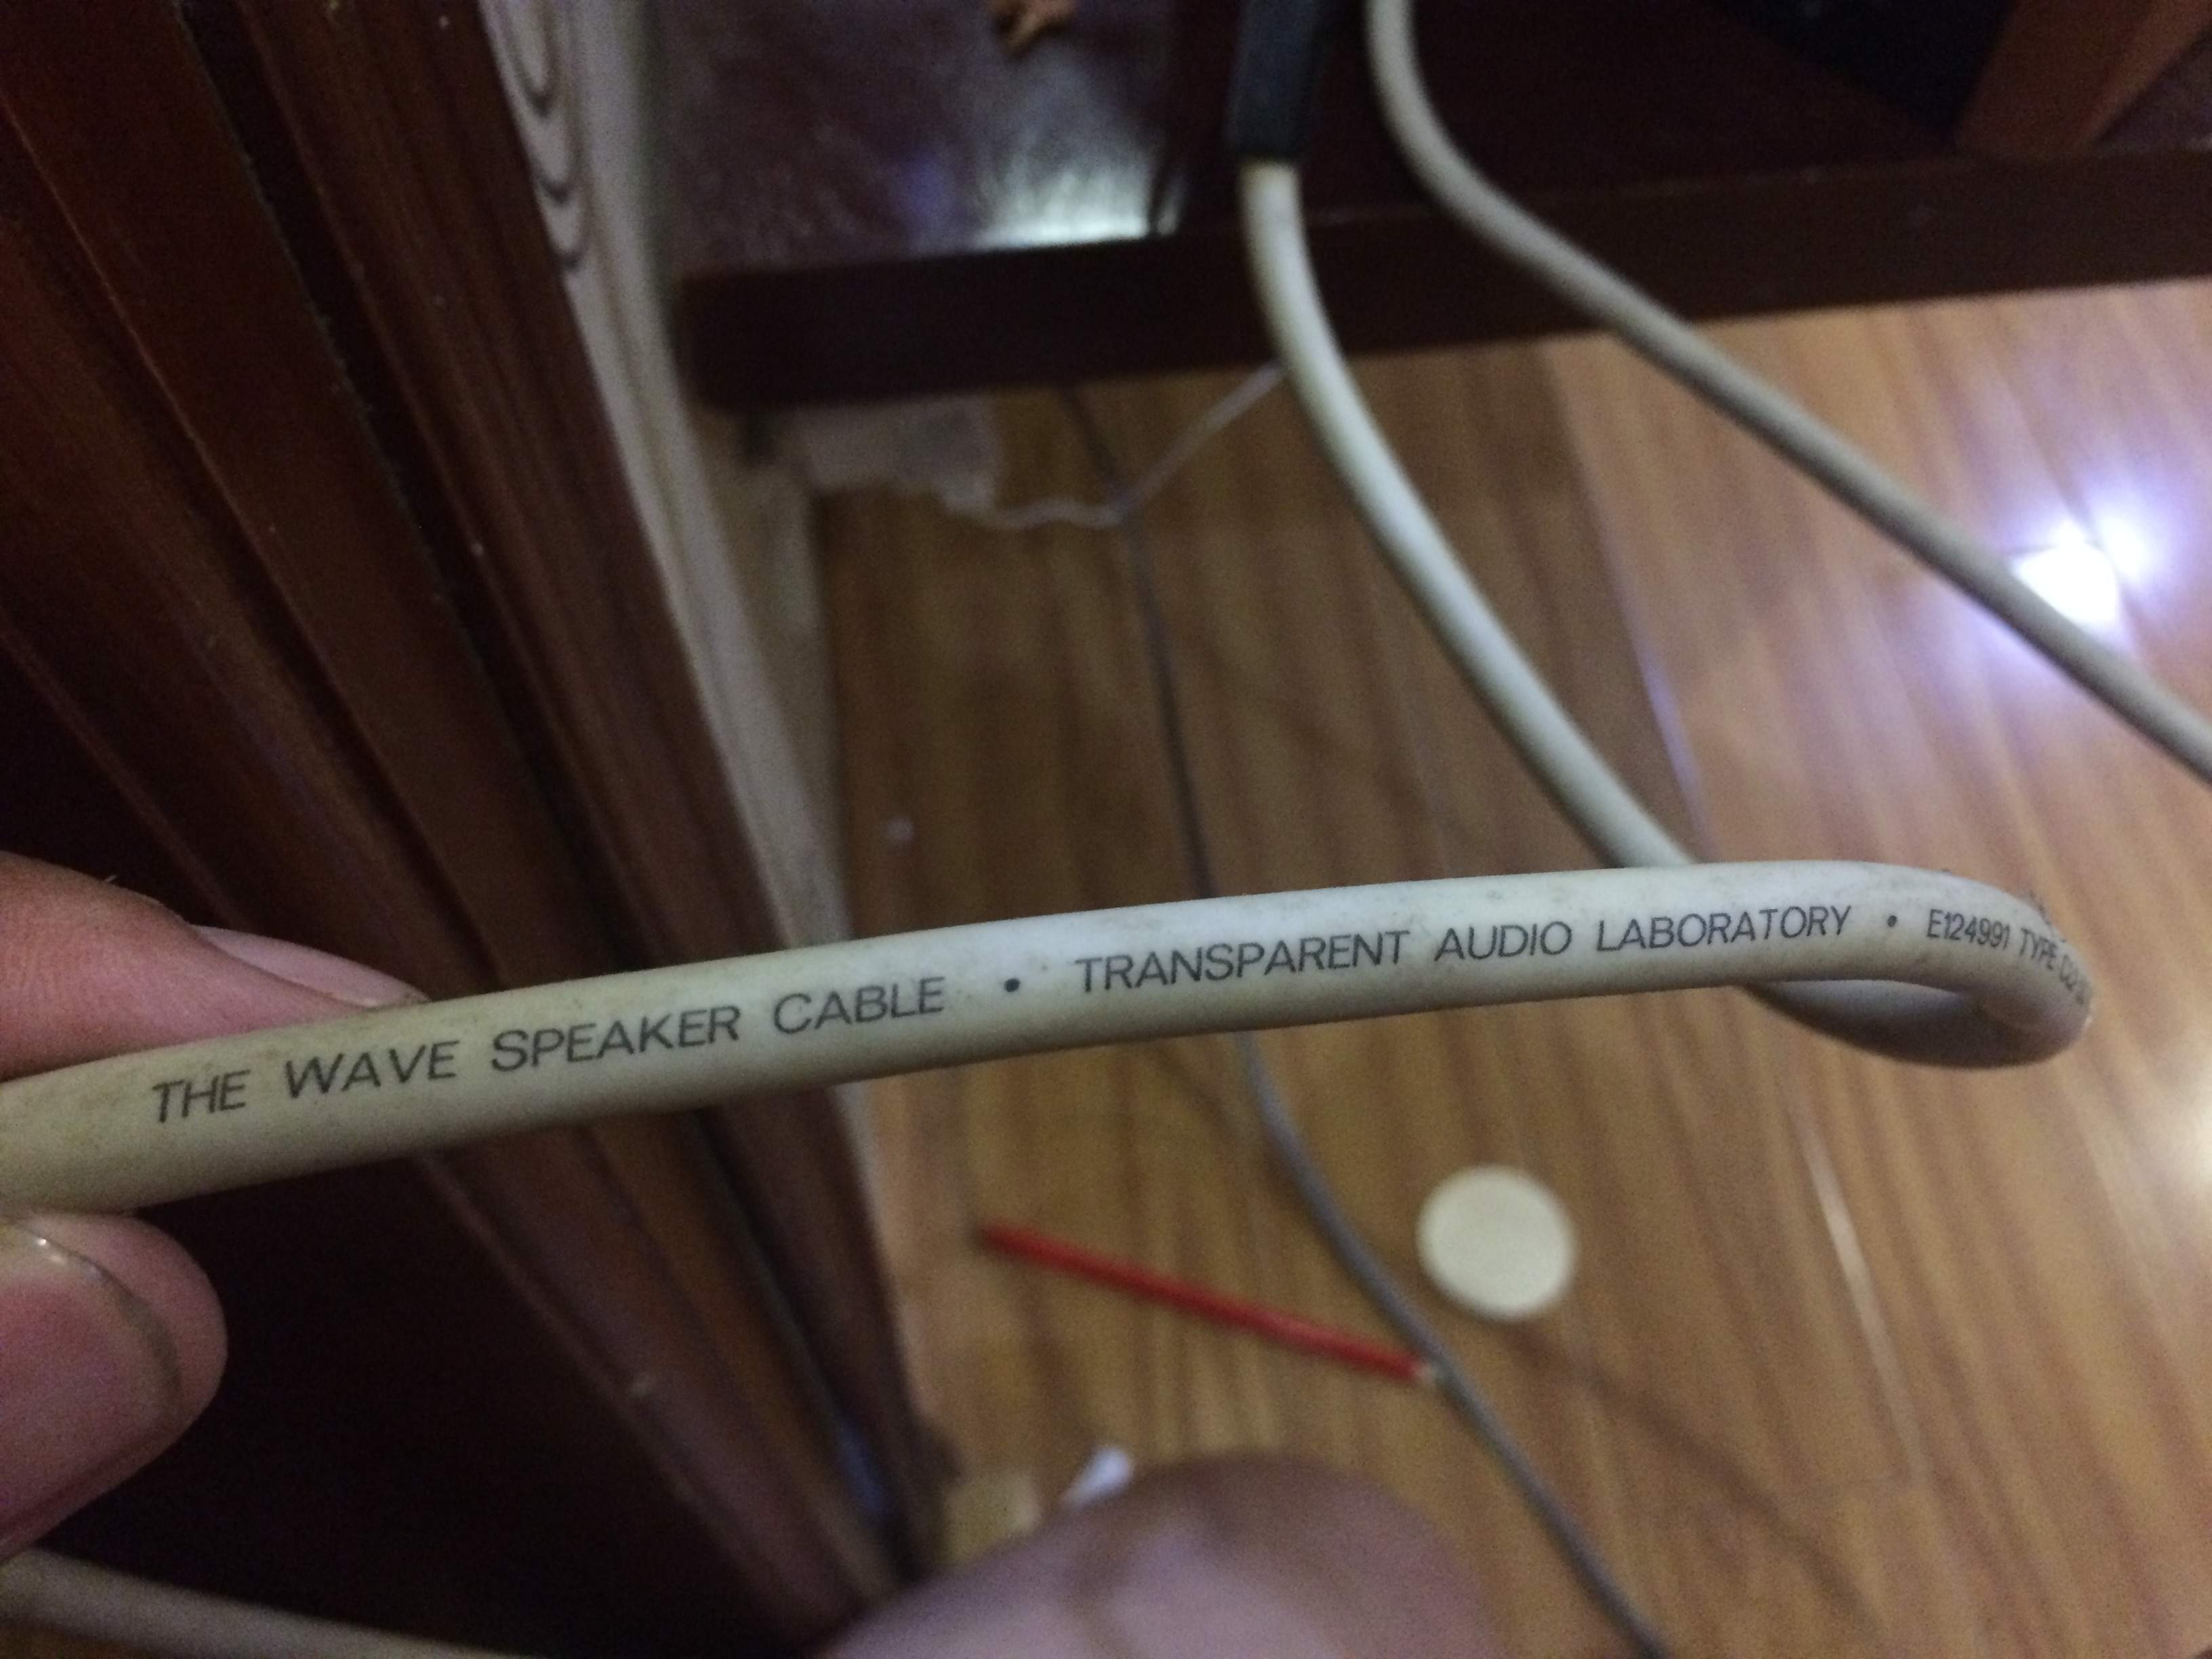 THE WAVE SPEAKER CABLE • TRANSPARENT AUDIO LABORATORY • E124991 TYPE